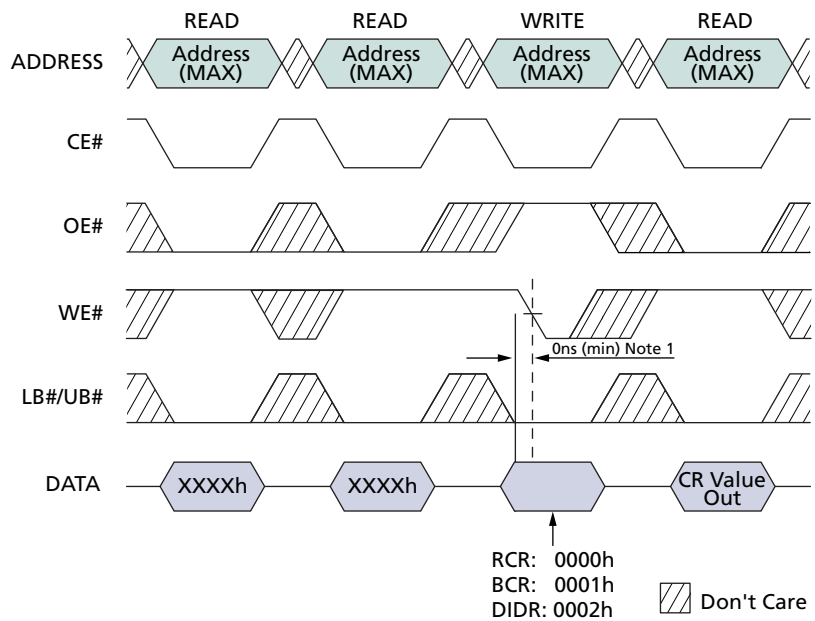 READ READ WRITE READ
ADDRESS Address (MAX) Address (MAX) Address (MAX) Address (MAX)
CE#
OE#
WE#
0ns (min) Note 1
LB#/UB#
DATA XXXXh XXXXh CR Value Out
RCR: 0000h
BCR: 0001h
DIDR: 0002h
Don't Care